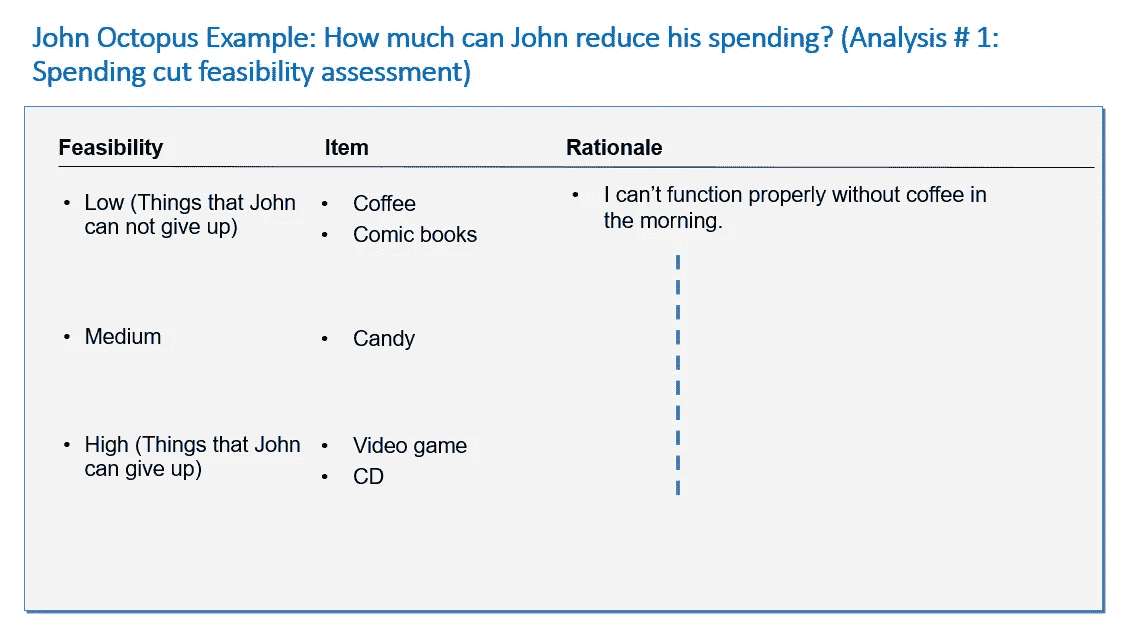 John Octopus Example: How much can John reduce his spending? (Analysis # 1:
Spending cut feasibility assessment)
Feasibility
Item
Rationale
• Low (Things that John
can not give up)
• Coffee
• Comic books
• I can’t function properly without coffee in
the morning.
• Medium
• Candy
• High (Things that John
can give up)
• Video game
• CD